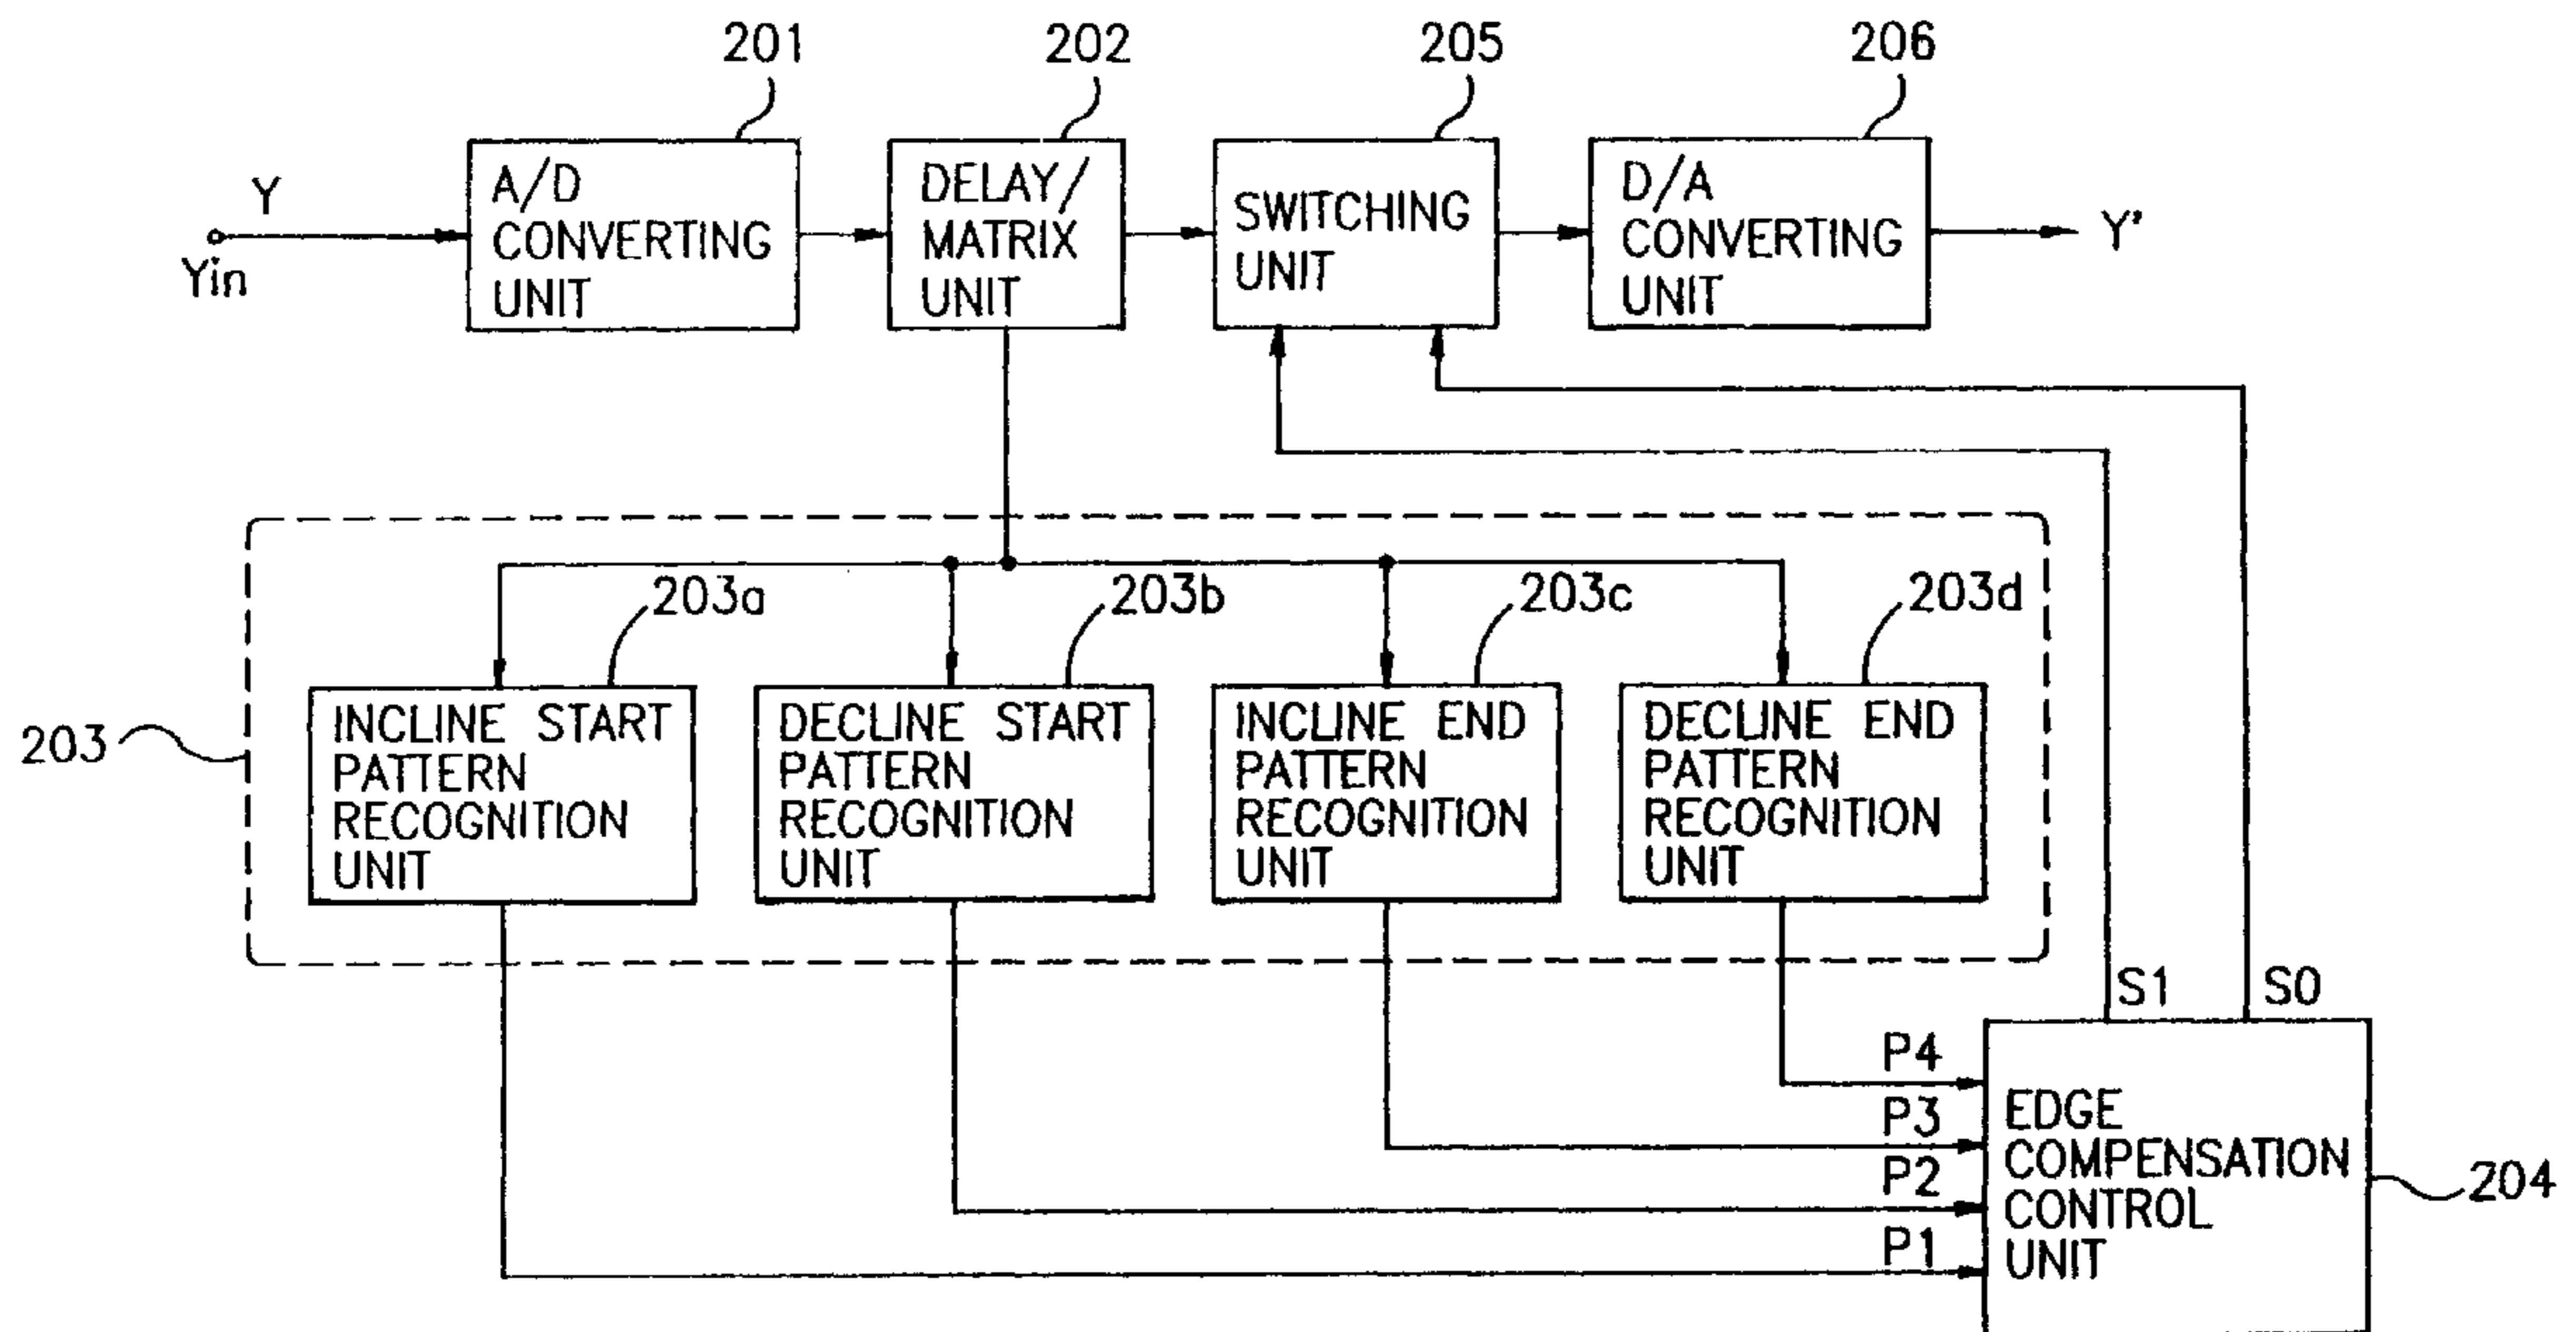 201
202
205
206
Y
Yin
A/D
CONVERTING
UNIT
DELAY/
MATRIX
UNIT
SWITCHING
UNIT
D/A
CONVERTING
UNIT
Y'
203
203a
203b
203c
203d
INCLINE START
PATTERN
RECOGNITION
UNIT
DECLINE START
PATTERN
RECOGNITION
UNIT
INCLINE END
PATTERN
RECOGNITION
UNIT
DECLINE END
PATTERN
RECOGNITION
UNIT
S1
S0
P4
P3
P2
P1
EDGE
COMPENSATION
CONTROL
UNIT
204